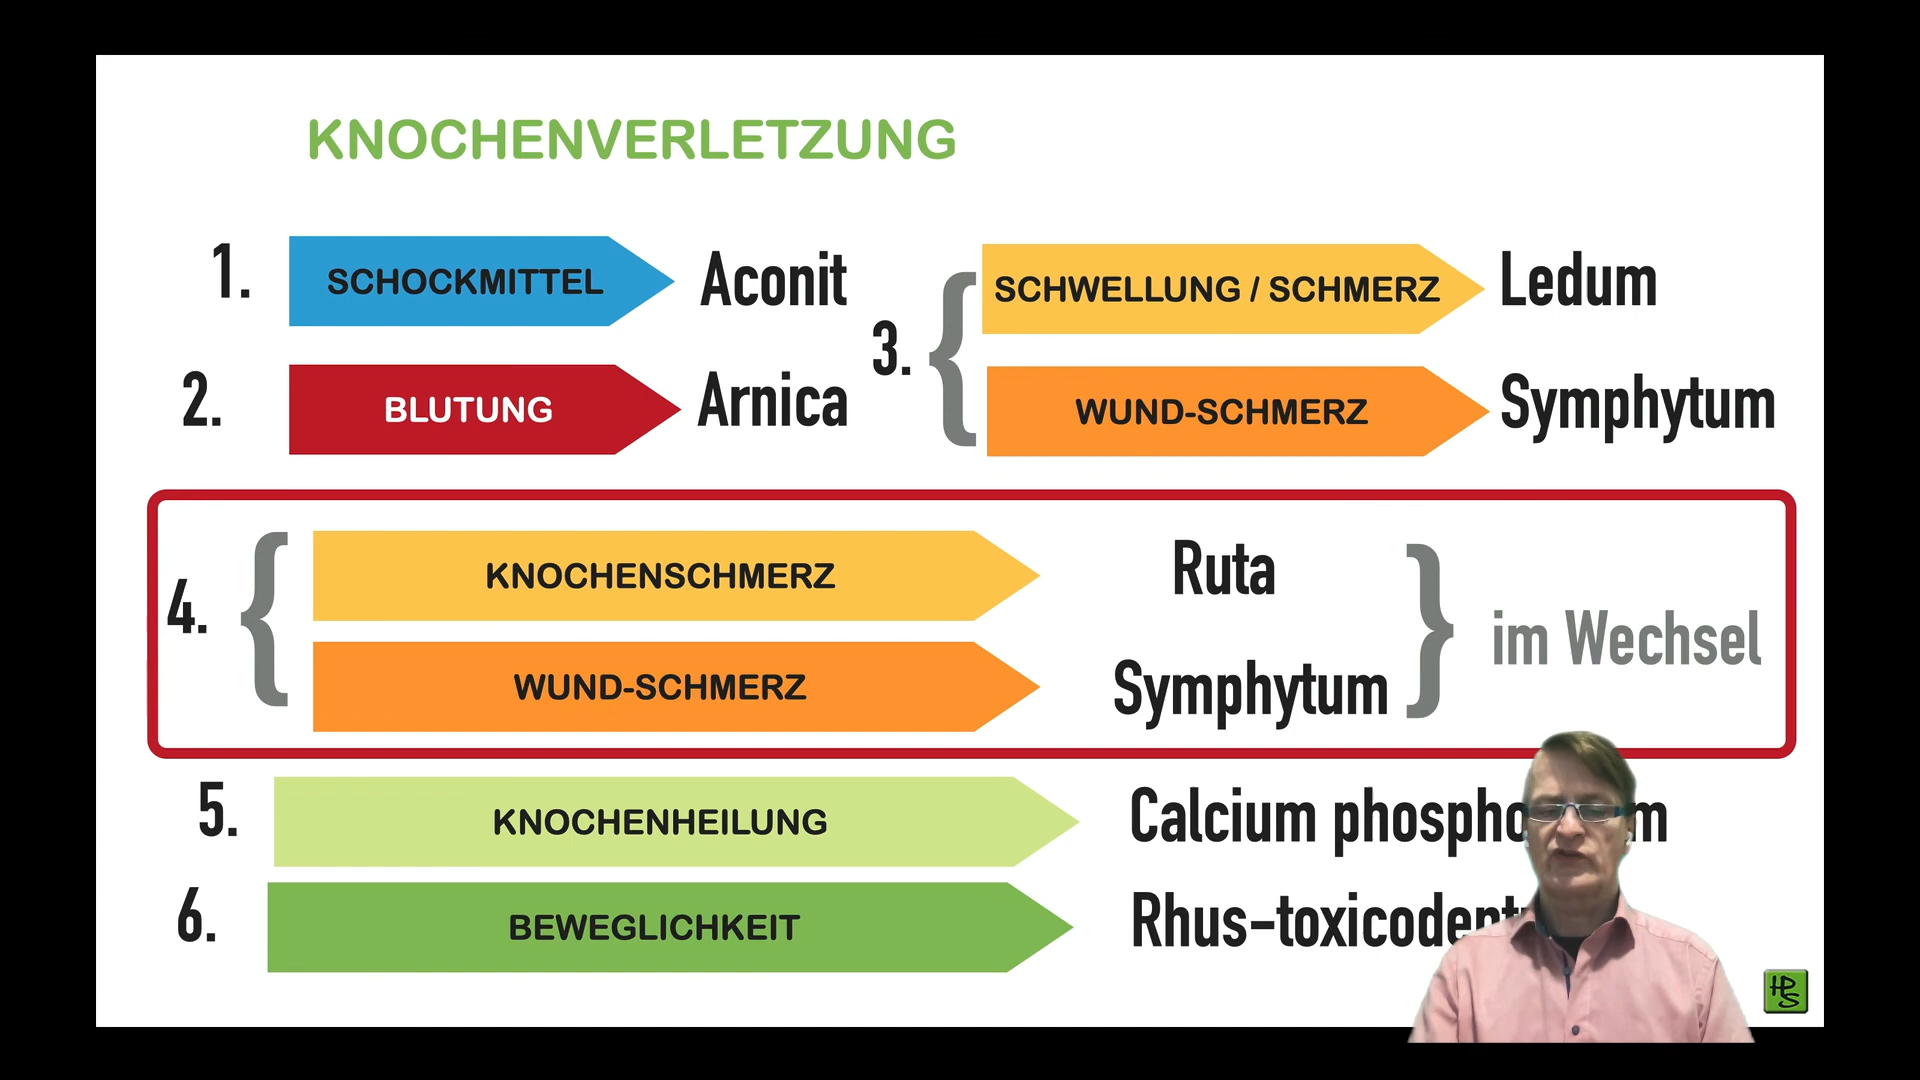 KNOCHENVERLETZUNG
1. SCHOCKMITTEL Aconit
2. BLUTUNG Arnica
3. { SCHWELLUNG / SCHMERZ Ledum
WUND-SCHMERZ Symphytum
4. { KNOCHENSCHMERZ Ruta
WUND-SCHMERZ Symphytum
} im Wechsel
5. KNOCHENHEILUNG Calcium
6. BEWEGLICHKEIT
HPS